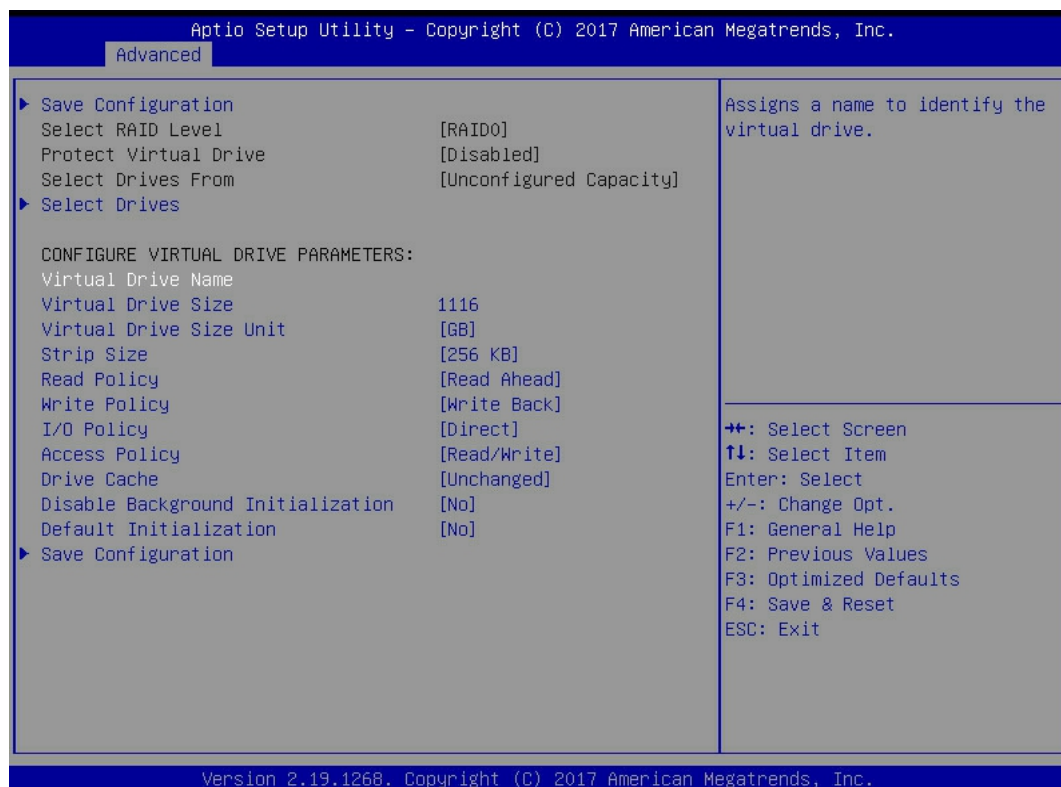 Aptio Setup Utility – Copyright (C) 2017 American Megatrends, Inc.
Advanced
▶ Save Configuration
Select RAID Level [RAID0]
Protect Virtual Drive [Disabled]
Select Drives From [Unconfigured Capacity]
▶ Select Drives
CONFIGURE VIRTUAL DRIVE PARAMETERS:
Virtual Drive Name
Virtual Drive Size 1116
Virtual Drive Size Unit [GB]
Strip Size [256 KB]
Read Policy [Read Ahead]
Write Policy [Write Back]
I/O Policy [Direct]
Access Policy [Read/Write]
Drive Cache [Unchanged]
Disable Background Initialization [No]
Default Initialization [No]
▶ Save Configuration
Assigns a name to identify the
virtual drive.
→←: Select Screen
↑↓: Select Item
Enter: Select
+/-: Change Opt.
F1: General Help
F2: Previous Values
F3: Optimized Defaults
F4: Save & Reset
ESC: Exit
Version 2.19.1268. Copyright (C) 2017 American Megatrends, Inc.